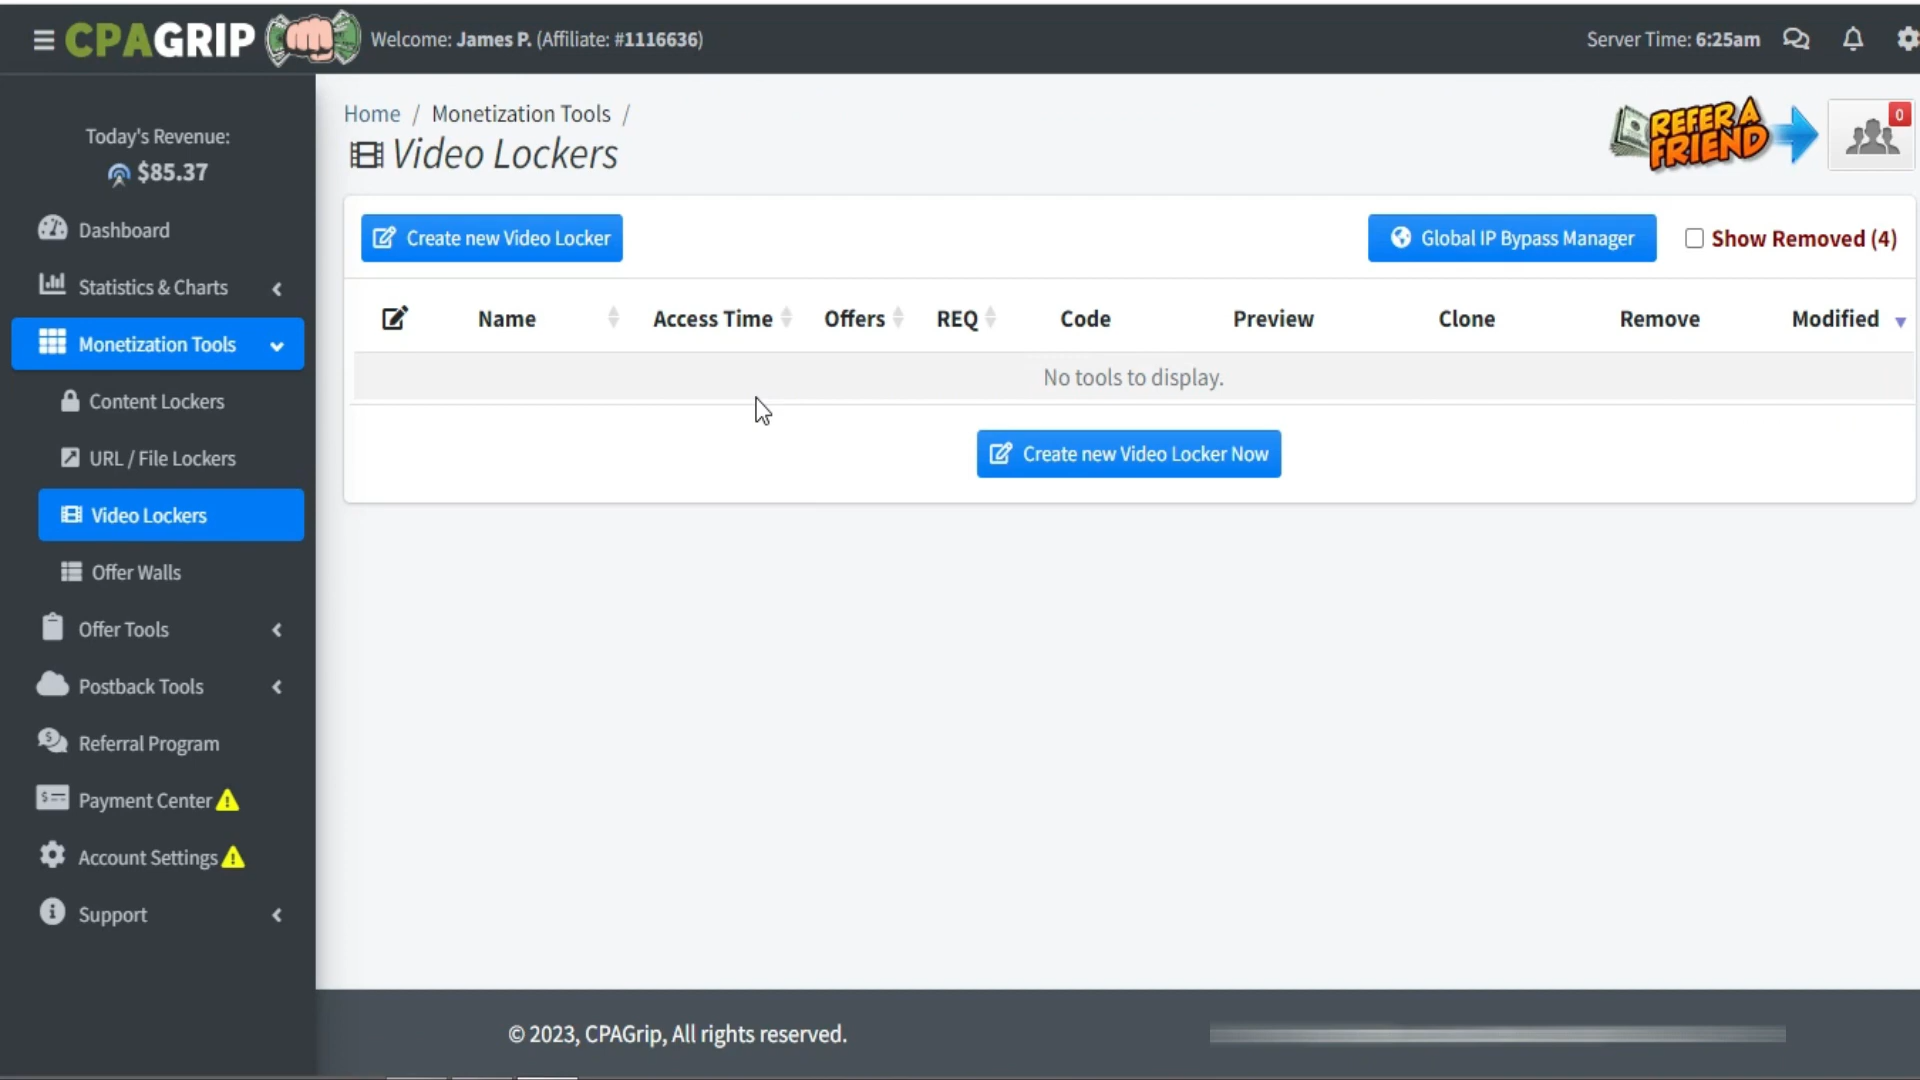 CPAGRIP
Welcome: James P. (Affiliate: #1116636)
Server Time: 6:25am
Today's Revenue:
$85.37
Dashboard
Statistics & Charts
Monetization Tools
Content Lockers
URL / File Lockers
Video Lockers
Offer Walls
Offer Tools
Postback Tools
Referral Program
Payment Center
Account Settings
Support
Home / Monetization Tools /
Video Lockers
REFER A
FRIEND
0
Create new Video Locker
Global IP Bypass Manager
Show Removed (4)
Name Access Time Offers REQ Code Preview Clone Remove Modified
No tools to display.
Create new Video Locker Now
© 2023, CPAGrip, All rights reserved.